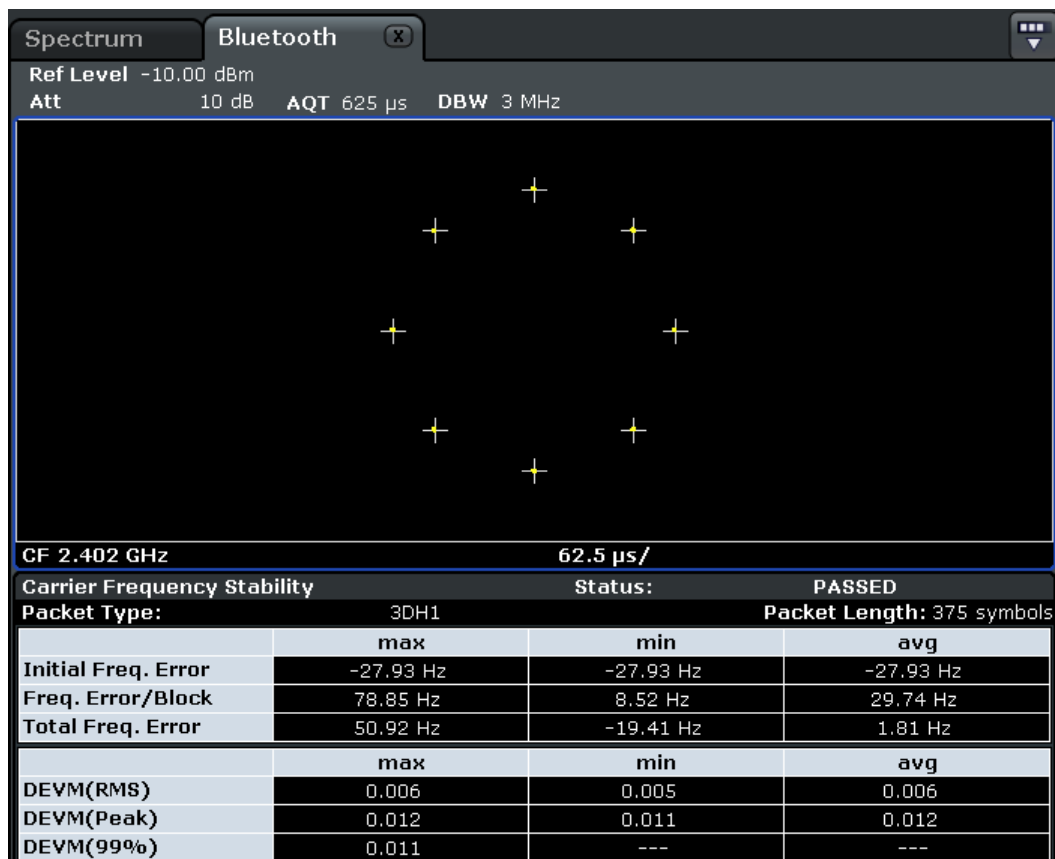 Spectrum Bluetooth X
Ref Level -10.00 dBm
Att 10 dB AQT 625 µs DBW 3 MHz
CF 2.402 GHz 62.5 µs/
Carrier Frequency Stability Status: PASSED
Packet Type: 3DH1 Packet Length: 375 symbols
max min avg
Initial Freq. Error -27.93 Hz -27.93 Hz -27.93 Hz
Freq. Error/Block 78.85 Hz 8.52 Hz 29.74 Hz
Total Freq. Error 50.92 Hz -19.41 Hz 1.81 Hz
max min avg
DEVM(RMS) 0.006 0.005 0.006
DEVM(Peak) 0.012 0.011 0.012
DEVM(99%) 0.011 --- ---